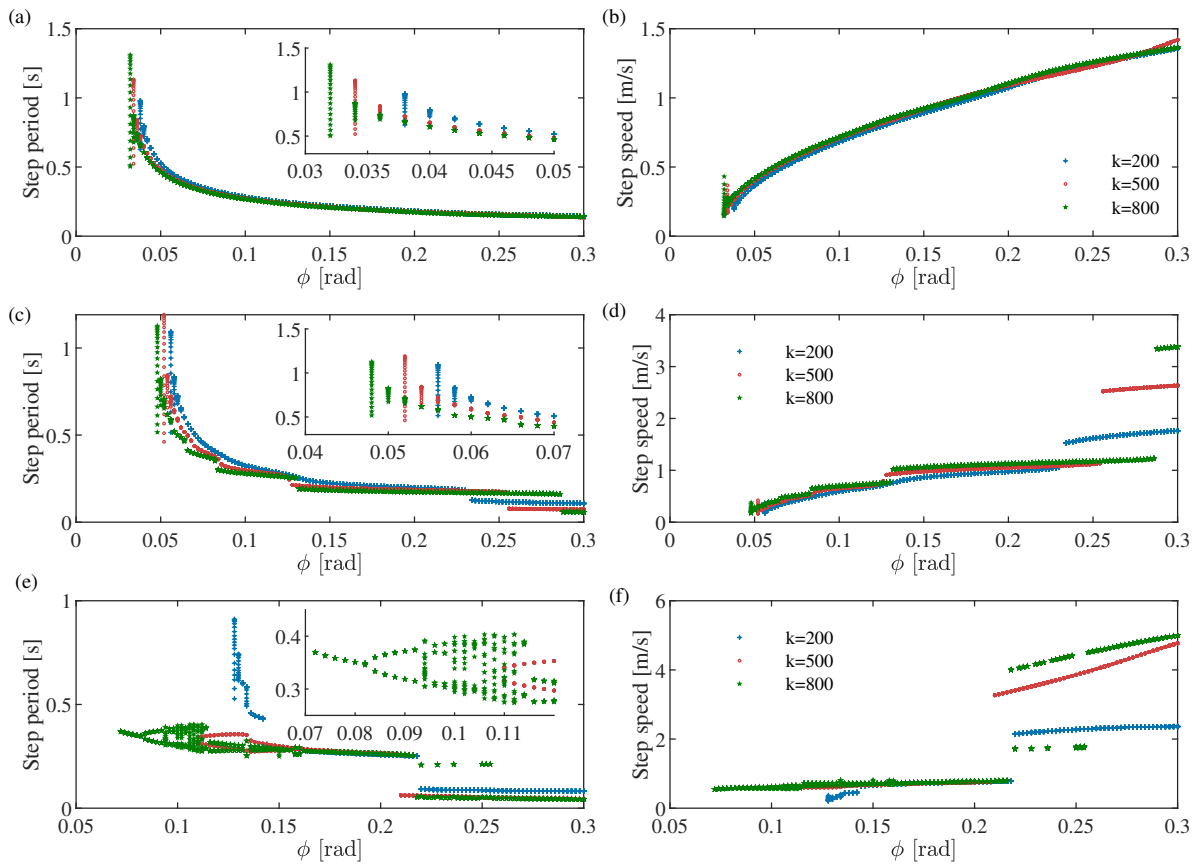 (a)
Step period [s]
1.5
1
0.5
0
1.5
1.0
0.5
0.03 0.035 0.04 0.045 0.05
0 0.05 0.1 0.15 0.2 0.25 0.3
ϕ [rad]
(b)
Step speed [m/s]
1.5
1
0.5
0
k=200
k=500
k=800
0 0.05 0.1 0.15 0.2 0.25 0.3
ϕ [rad]
(c)
Step period [s]
1
0.5
0
1.5
1.0
0.5
0.04 0.05 0.06 0.07
0 0.05 0.1 0.15 0.2 0.25 0.3
ϕ [rad]
(d)
Step speed [m/s]
4
3
2
1
0
k=200
k=500
k=800
0 0.05 0.1 0.15 0.2 0.25 0.3
ϕ [rad]
(e)
Step period [s]
1
0.5
0
0.4
0.3
0.07 0.08 0.09 0.1 0.11
0.05 0.1 0.15 0.2 0.25 0.3
ϕ [rad]
(f)
Step speed [m/s]
6
4
2
0
k=200
k=500
k=800
0.05 0.1 0.15 0.2 0.25 0.3
ϕ [rad]